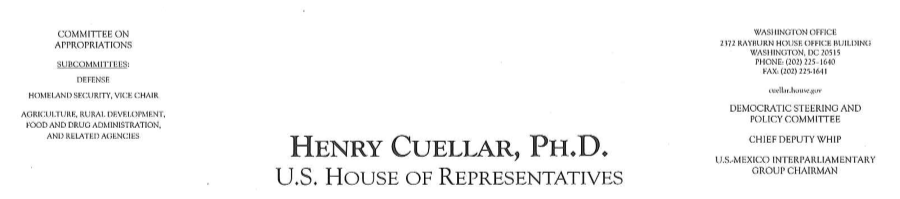 COMMITTEE ON
APPROPRIATIONS
SUBCOMMITTEES:
DEFENSE
HOMELAND SECURITY, VICE CHAIR
AGRICULTURE, RURAL DEVELOPMENT,
FOOD AND DRUG ADMINISTRATION,
AND RELATED AGENCIES
HENRY CUELLAR, PH.D.
U.S. HOUSE OF REPRESENTATIVES
WASHINGTON OFFICE
2372 RAYBURN HOUSE OFFICE BUILDING
WASHINGTON, DC 20515
PHONE: (202) 225-1640
FAX: (202) 225-1641
cuellar.house.gov
DEMOCRATIC STEERING AND
POLICY COMMITTEE
CHIEF DEPUTY WHIP
U.S.-MEXICO INTERPARLIAMENTARY
GROUP CHAIRMAN